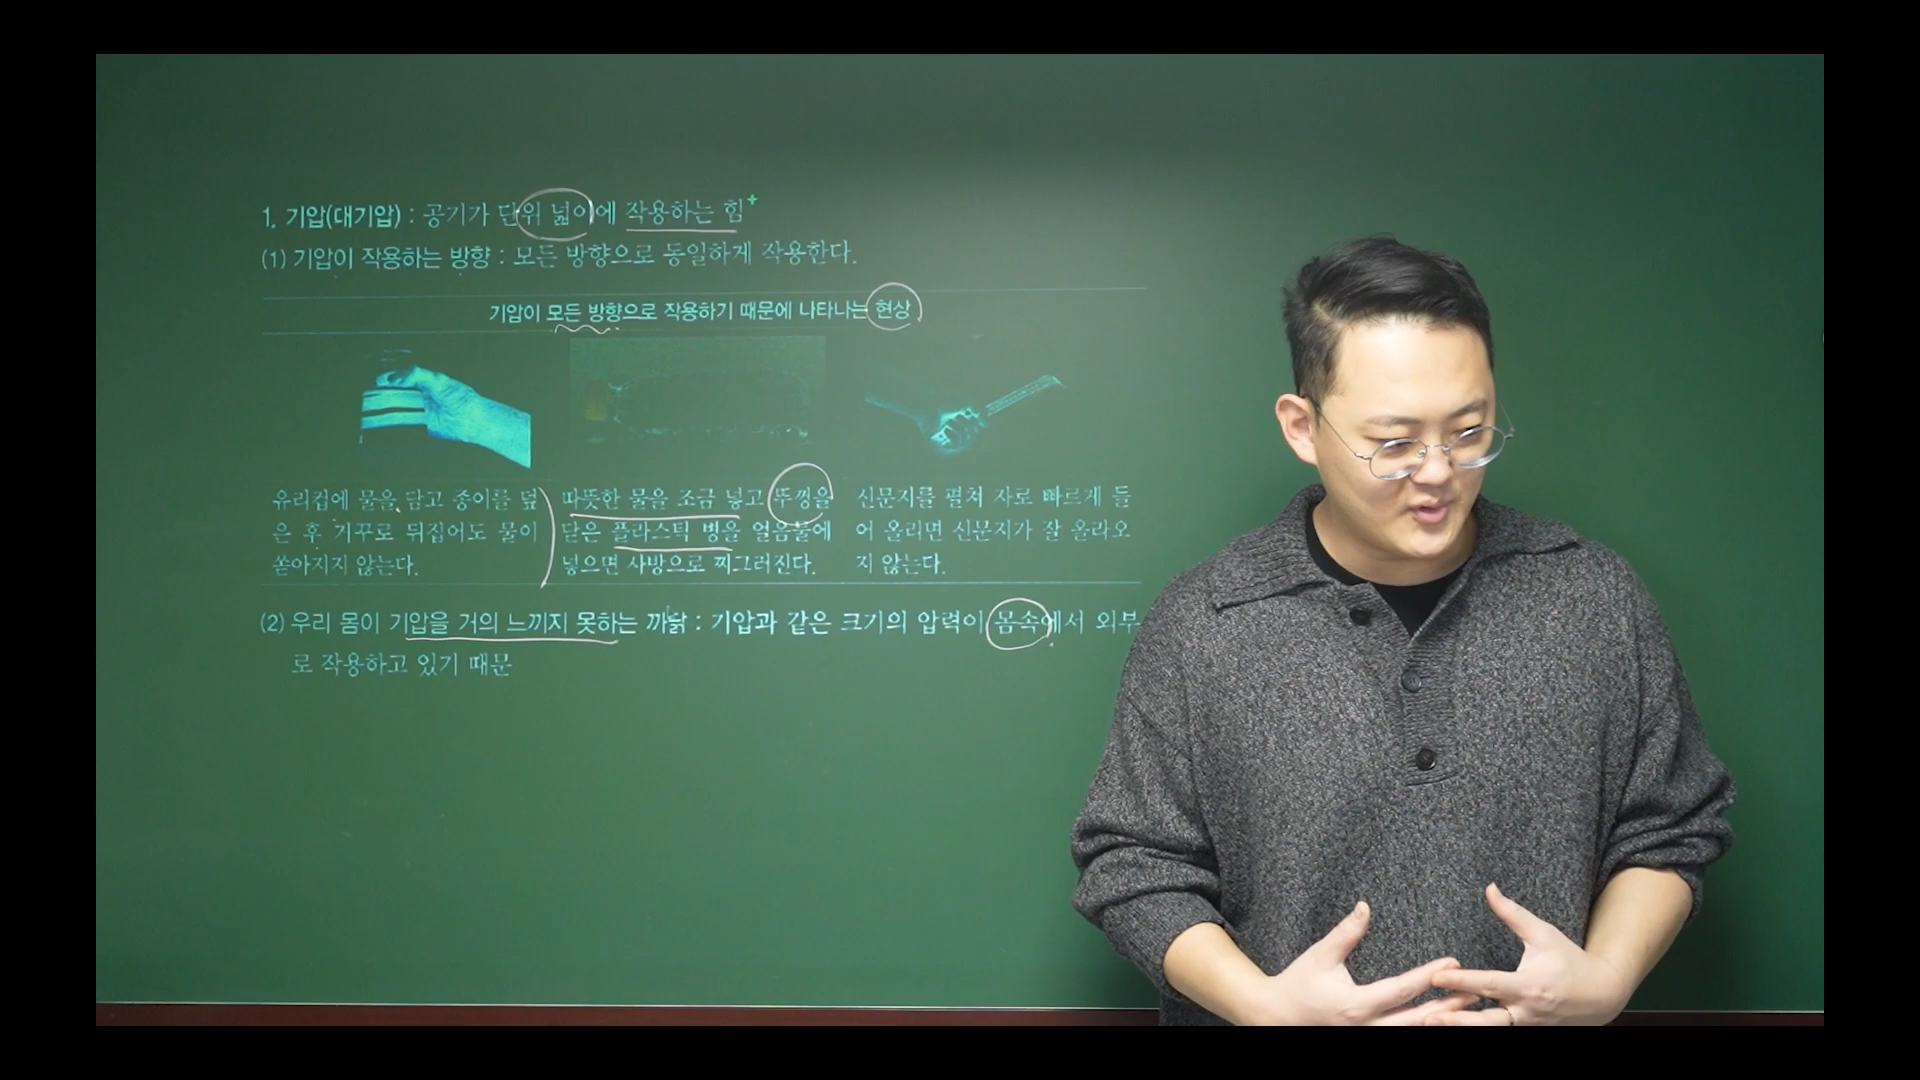 1. 기압(대기압) : 공기가 단위 넓이에 작용하는 힘+
(1) 기압이 작용하는 방향 : 모든 방향으로 동일하게 작용한다.
기압이 모든 방향으로 작용하기 때문에 나타나는 현상
유리컵에 물을 담고 종이를 덮
은 후 거꾸로 뒤집어도 물이
쏟아지지 않는다.
따뜻한 물을 조금 넣고 뚜껑을
닫은 플라스틱 병을 얼음물에
넣으면 사방으로 찌그러진다.
신문지를 펼쳐 자로 빠르게 들
어 올리면 신문지가 잘 올라오
지 않는다.
(2) 우리 몸이 기압을 거의 느끼지 못하는 까닭 : 기압과 같은 크기의 압력이 몸속에서 외부
로 작용하고 있기 때문